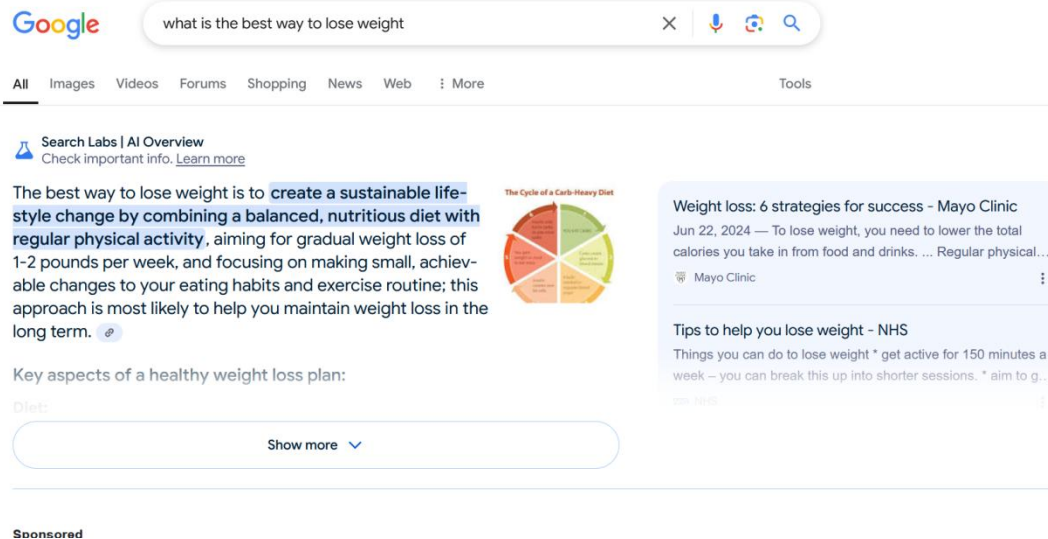 Google
what is the best way to lose weight
All Images Videos Forums Shopping News Web More Tools
Search Labs | AI Overview
Check important info. Learn more
The best way to lose weight is to create a sustainable life-
style change by combining a balanced, nutritious diet with
regular physical activity, aiming for gradual weight loss of
1-2 pounds per week, and focusing on making small, achiev-
able changes to your eating habits and exercise routine; this
approach is most likely to help you maintain weight loss in the
long term.
The Cycle of a Carb-Heavy Diet
Key aspects of a healthy weight loss plan:
Diet:
Show more
Weight loss: 6 strategies for success - Mayo Clinic
Jun 22, 2024 — To lose weight, you need to lower the total
calories you take in from food and drinks. ... Regular physical...
Mayo Clinic
Tips to help you lose weight - NHS
Things you can do to lose weight * get active for 150 minutes a
week – you can break this up into shorter sessions. * aim to g...
NHS
Sponsored